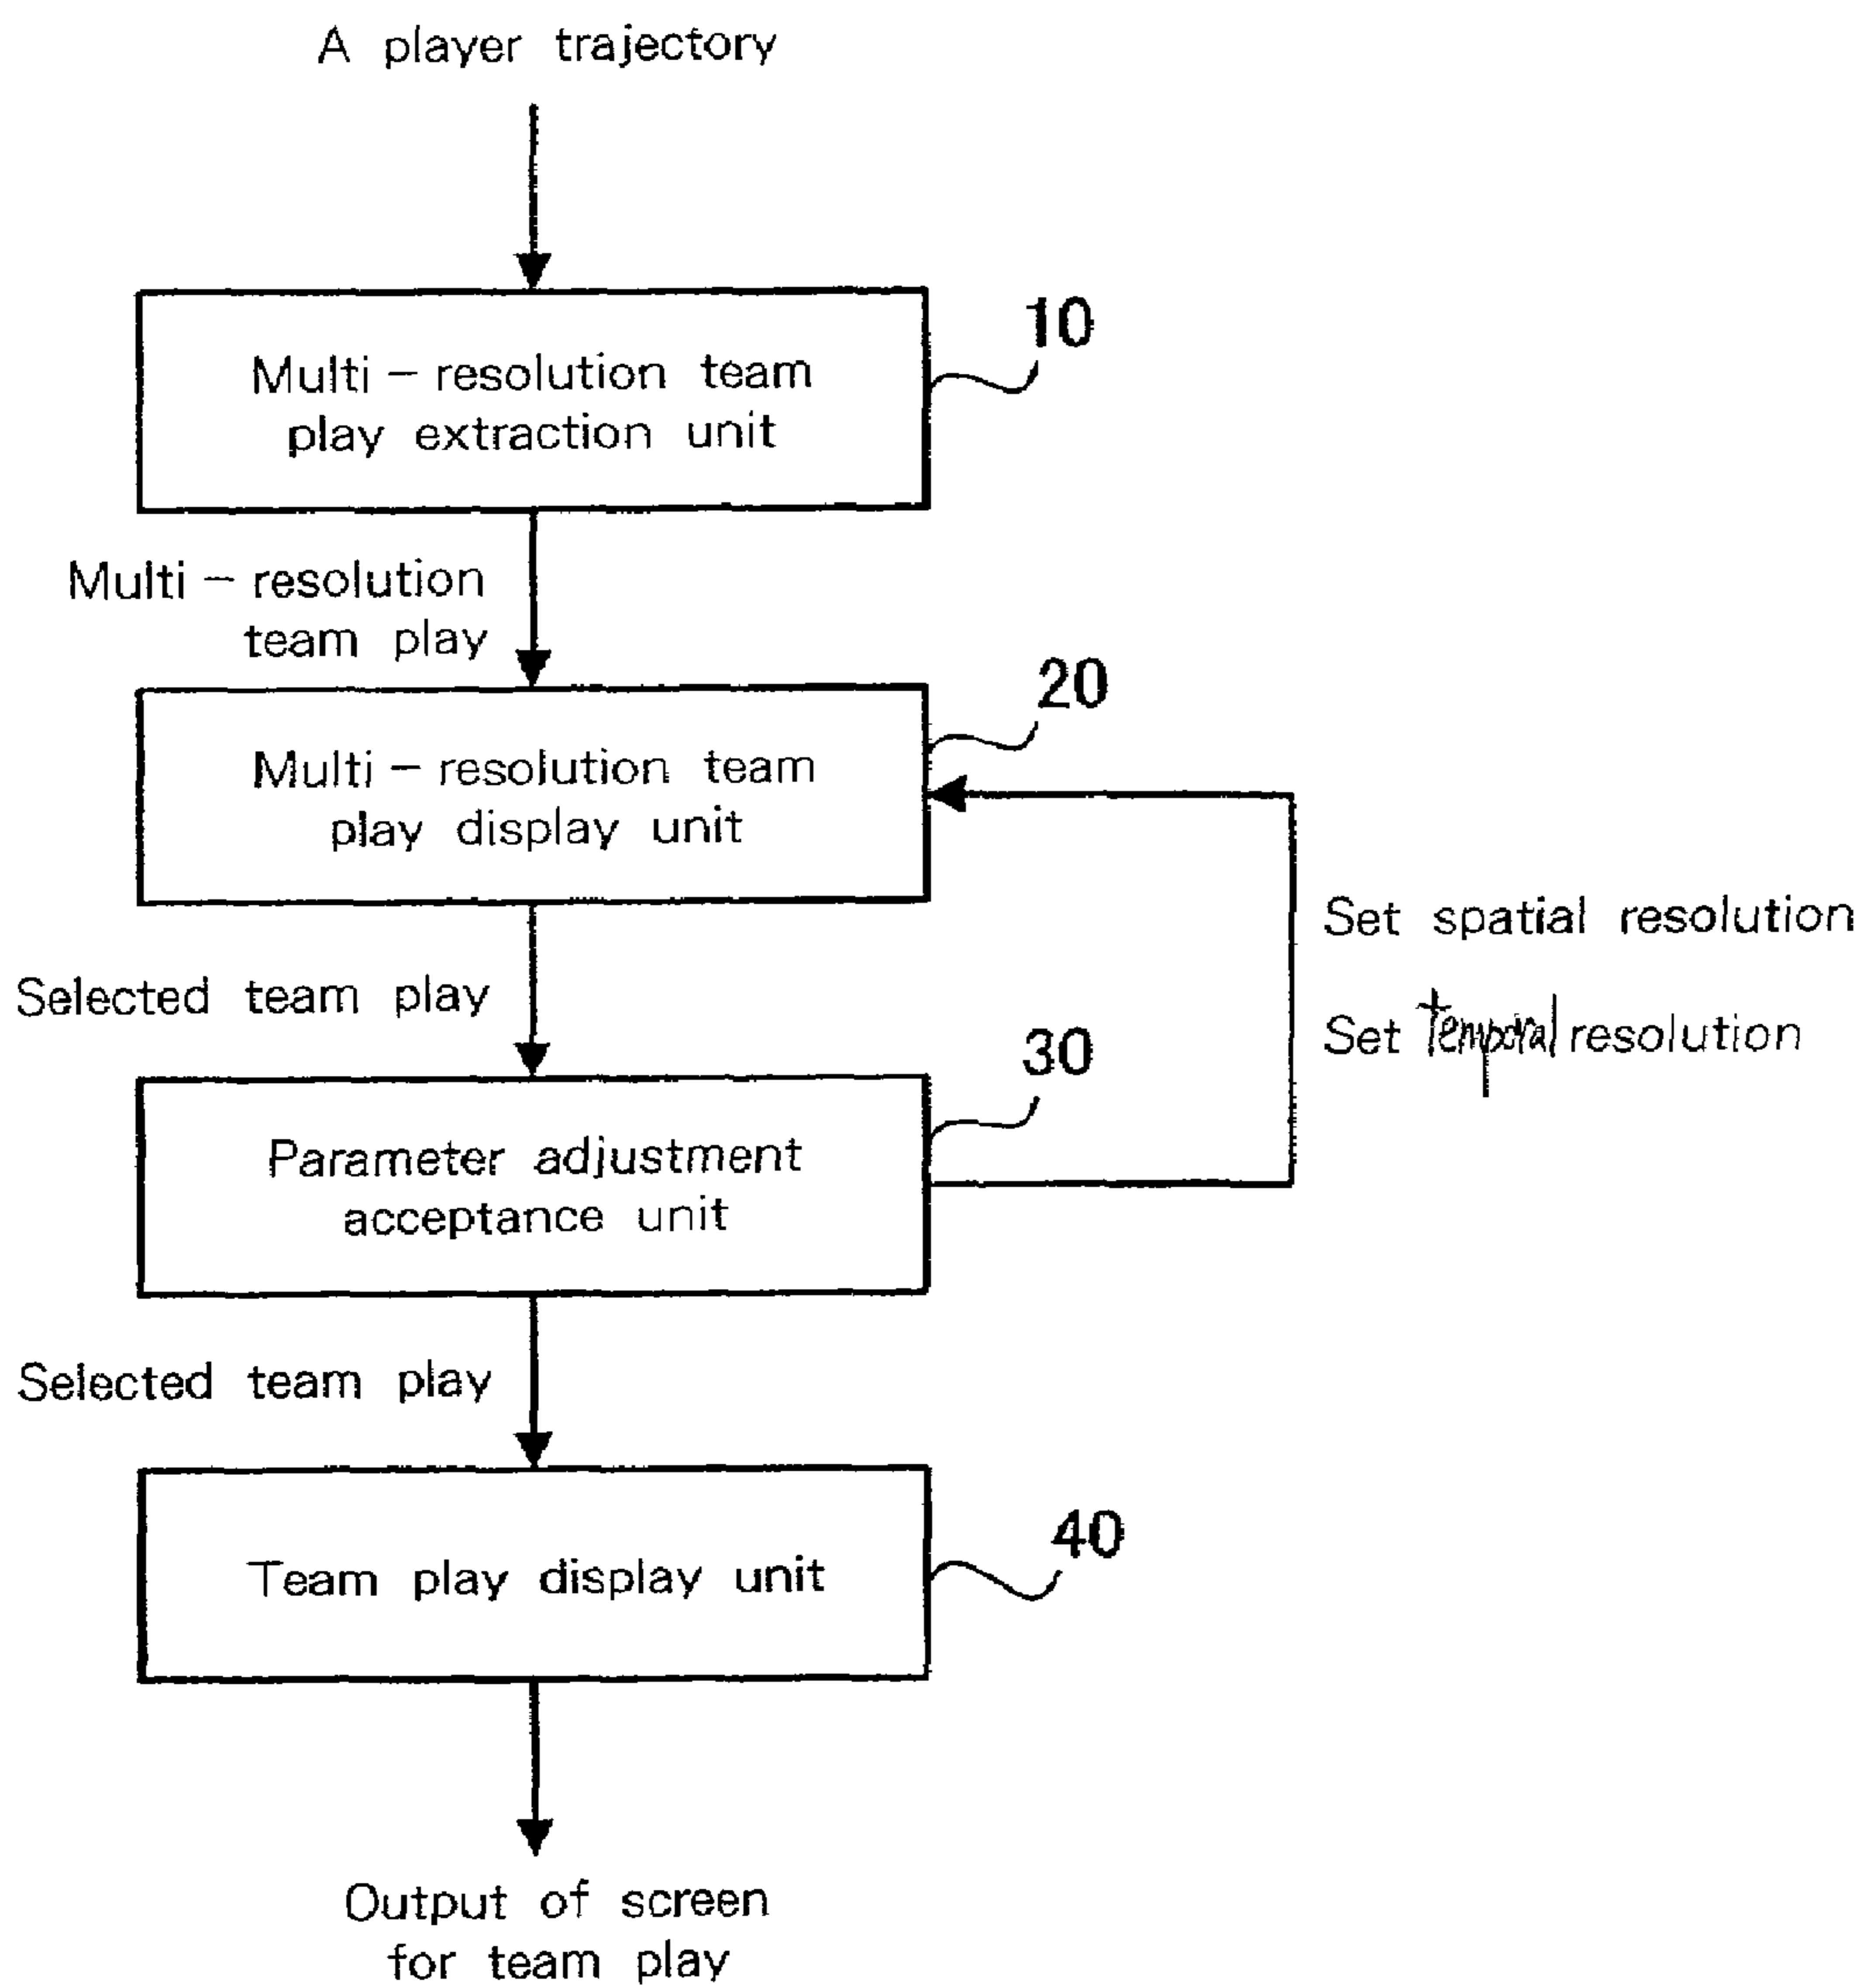 A player trajectory
10
Multi－resolution team
play extraction unit
Multi－resolution
team play
20
Multi－resolution team
play display unit
Set spatial resolution
Selected team play
Set Temporal resolution
30
Parameter adjustment
acceptance unit
Selected team play
40
Team play display unit
Output of screen
for team play